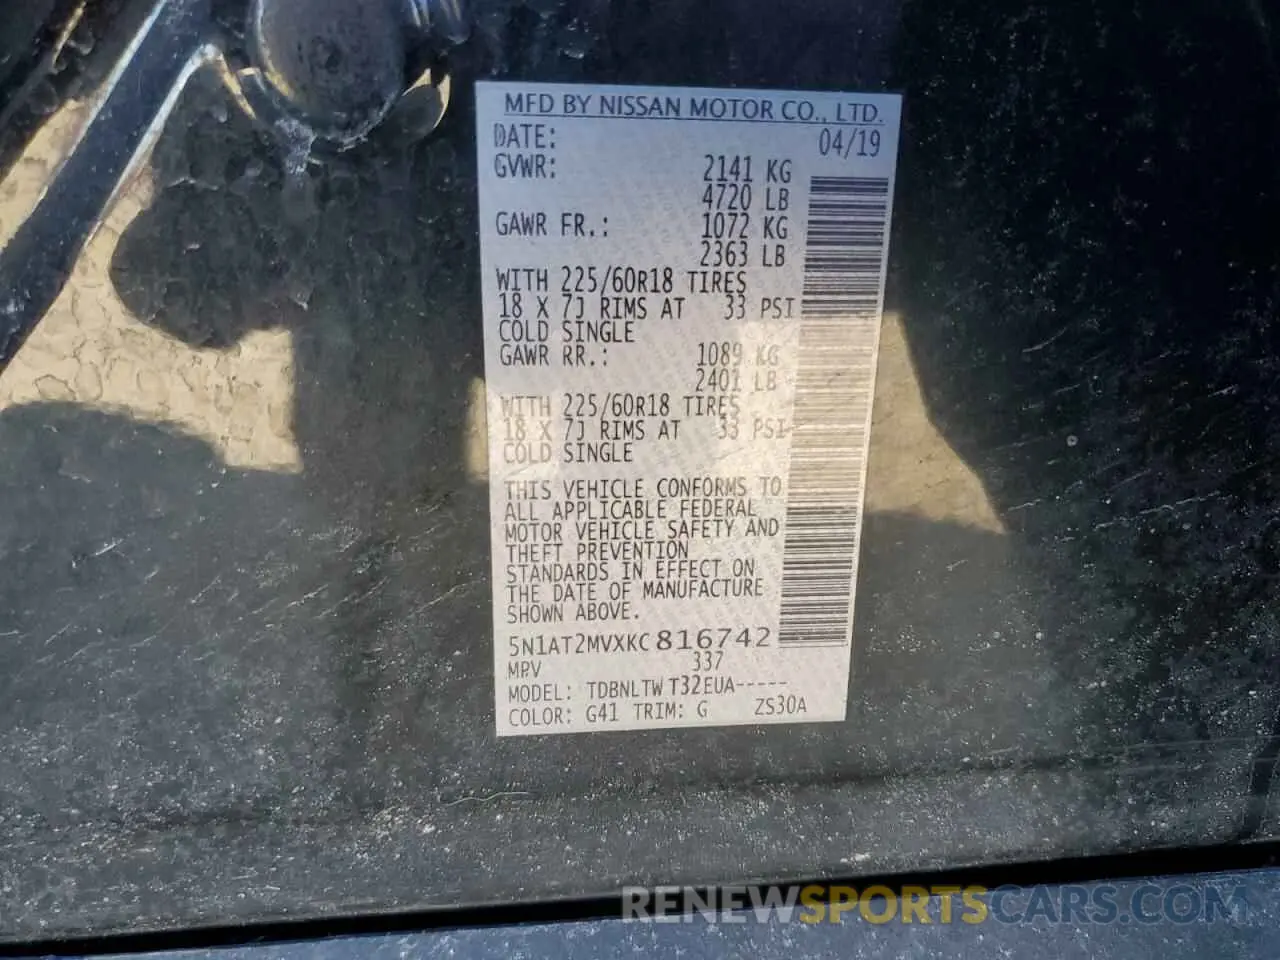 MFD BY NISSAN MOTOR CO., LTD.
DATE: 04/19
GVWR: 2141 KG
4720 LB
GAWR FR.: 1072 KG
2363 LB
WITH 225/60R18 TIRES
18 X 7J RIMS AT 33 PSI
COLD SINGLE
GAWR RR.: 1089 KG
2401 LB
WITH 225/60R18 TIRES
18 X 7J RIMS AT 33 PSI
COLD SINGLE
THIS VEHICLE CONFORMS TO
ALL APPLICABLE FEDERAL
MOTOR VEHICLE SAFETY AND
THEFT PREVENTION
STANDARDS IN EFFECT ON
THE DATE OF MANUFACTURE
SHOWN ABOVE.
5N1AT2MVXKC816742
MPV 337
MODEL: TDBNLTW T32EUA-----
COLOR: G41 TRIM: G ZS30A
RENEWSPORTSCARS.COM